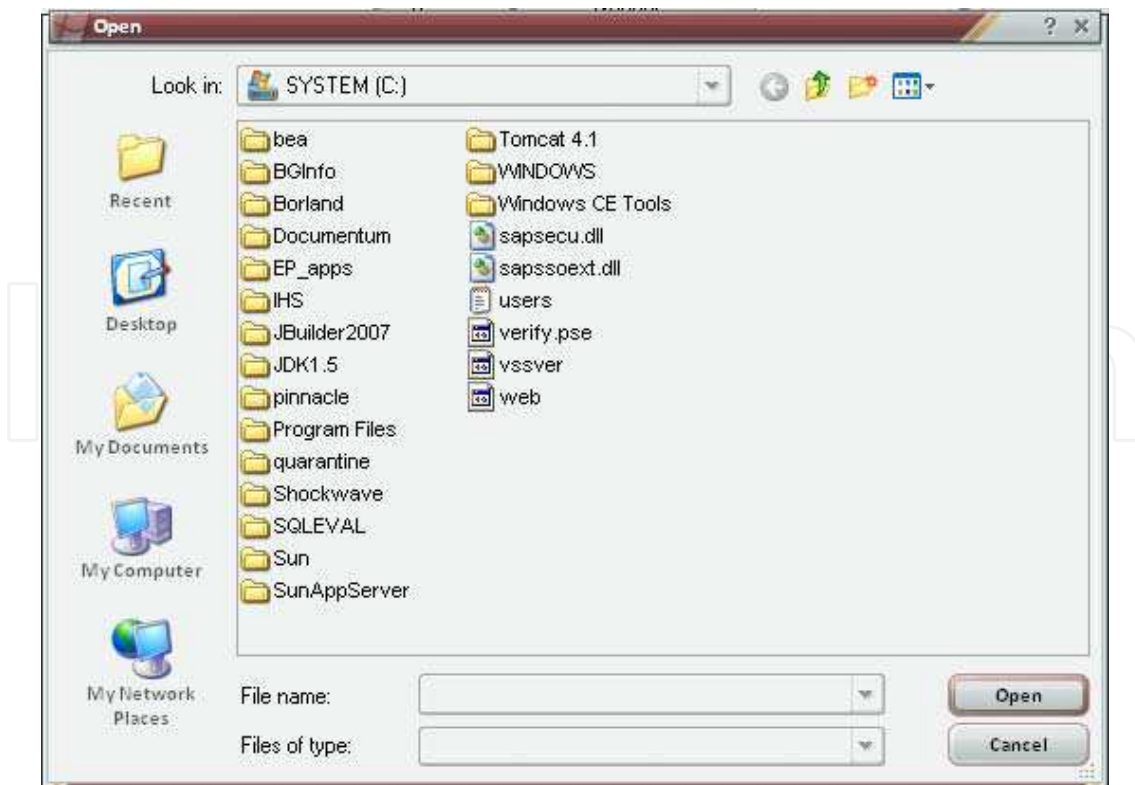 Open
Look in: SYSTEM (C:)
Recent
Desktop
My Documents
My Computer
My Network
Places
bea
BGInfo
Borland
Documentum
EP_apps
IHS
JBuilder2007
JDK1.5
pinnacle
Program Files
quarantine
Shockwave
SQLEVAL
Sun
SunAppServer
Tomcat 4.1
WINDOWS
Windows CE Tools
sapsecu.dll
sapssoext.dll
users
verify.pse
vssver
web
File name:
Open
Files of type:
Cancel